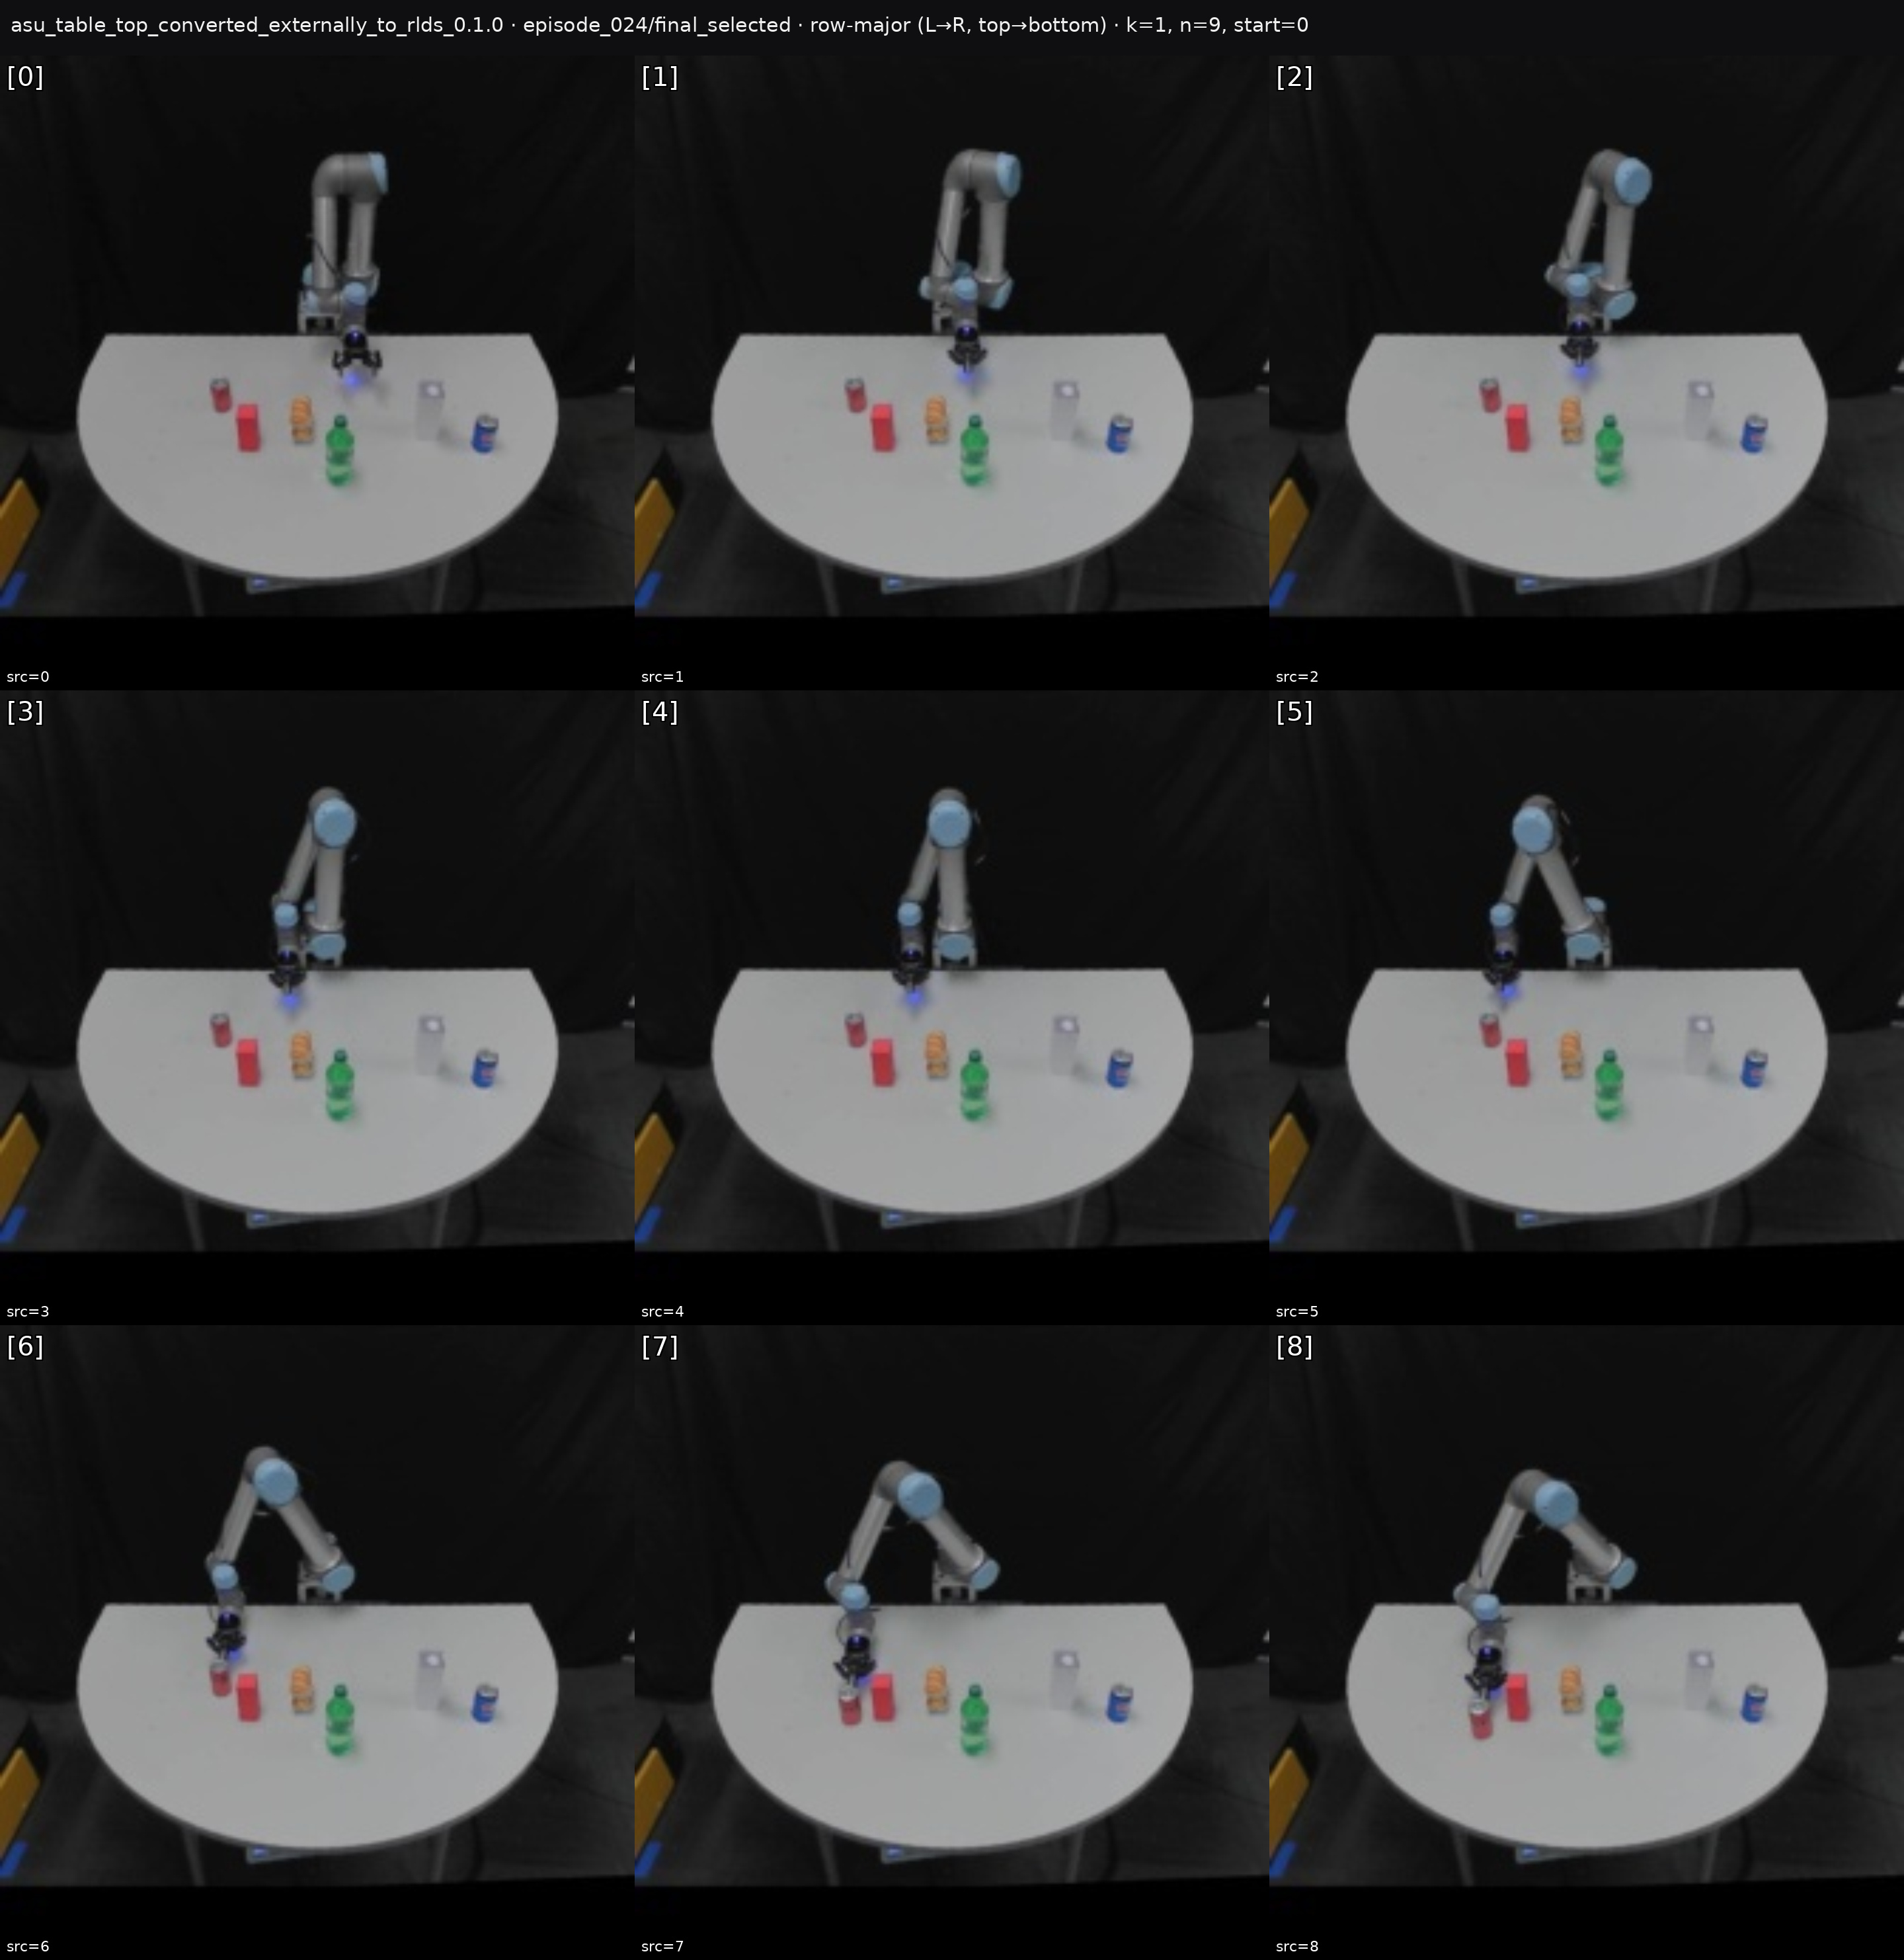 asu_table_top_converted_externally_to_rlds_0.1.0 · episode_024/final_selected · row-major (L→R, top→bottom) · k=1, n=9, start=0
[0]
[1]
[2]
src=0
src=1
src=2
[3]
[4]
[5]
src=3
src=4
src=5
[6]
[7]
[8]
src=6
src=7
src=8